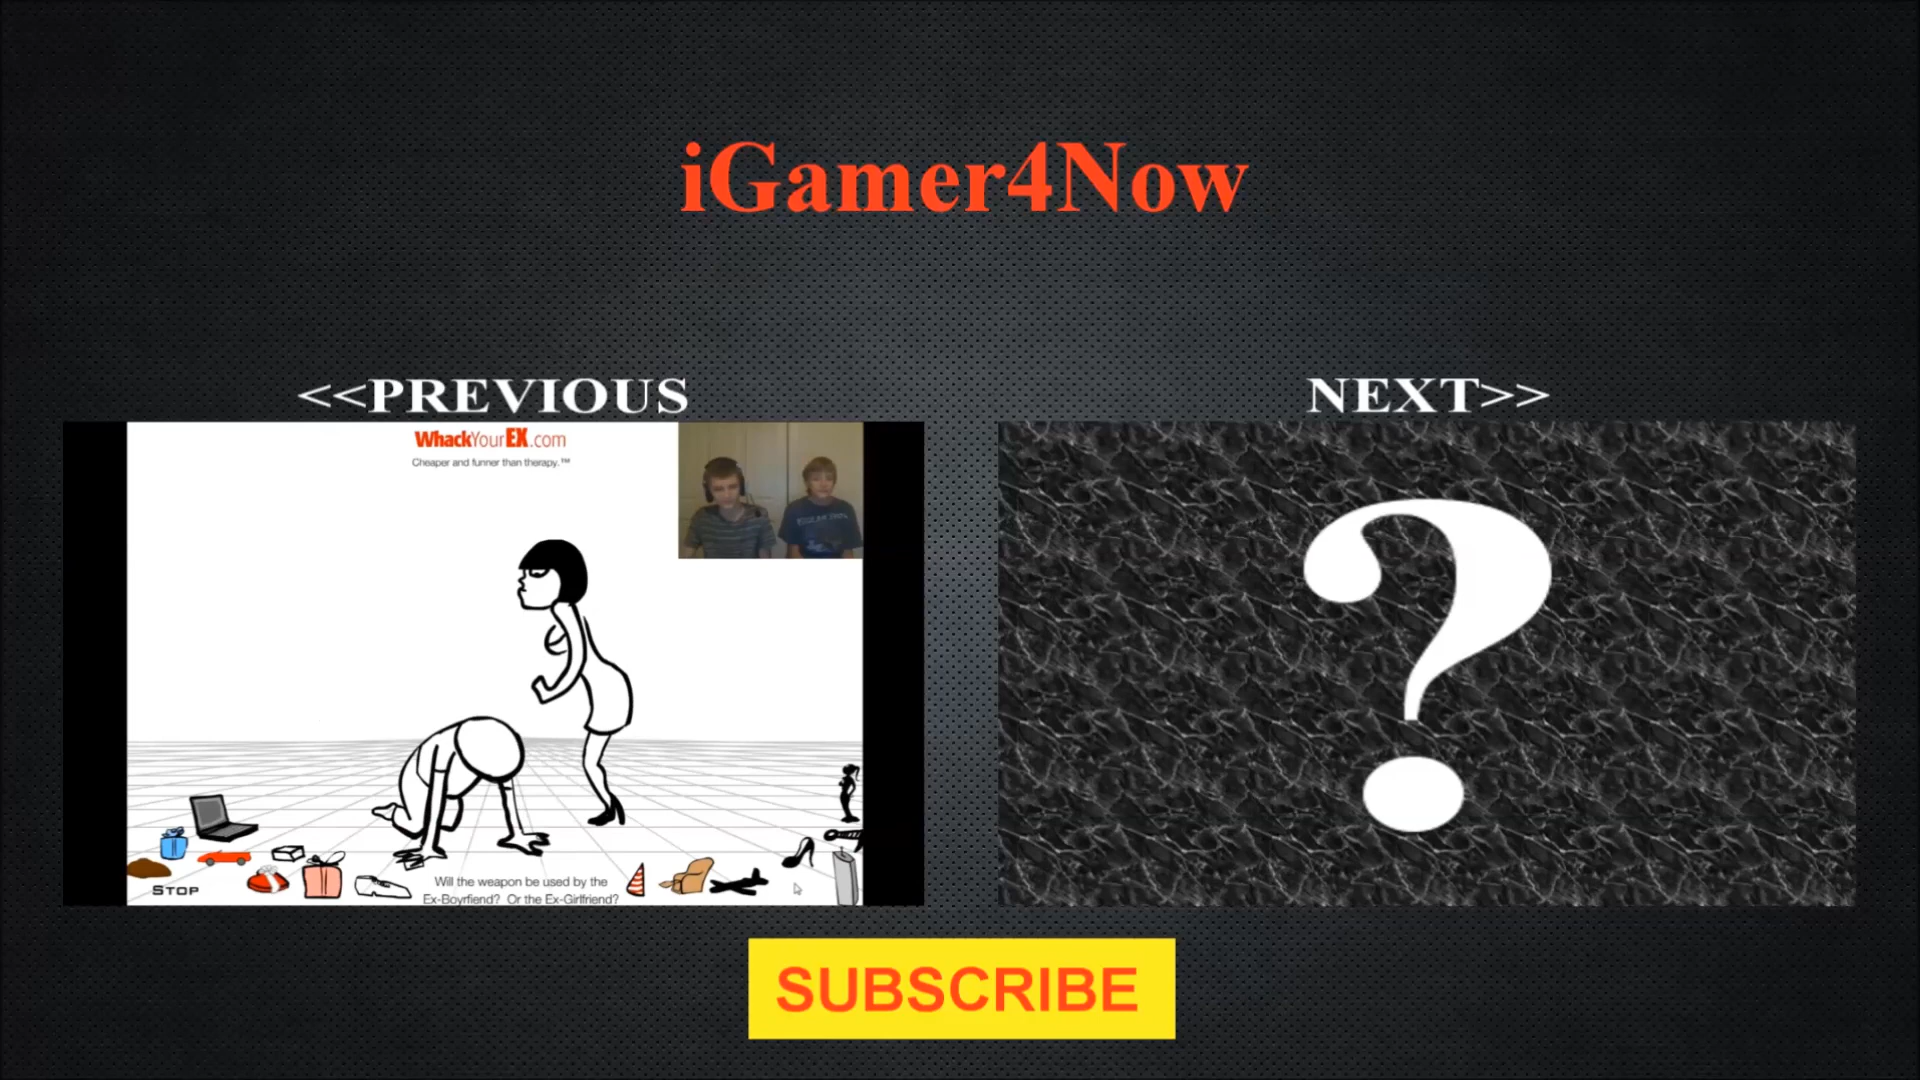 iGamer4Now
<<PREVIOUS
NEXT>>
WhackYourEX.com
Cheaper and funner than therapy.™
STOP
Will the weapon be used by the
Ex-Boyrfiend? Or the Ex-Girlfriend?
SUBSCRIBE